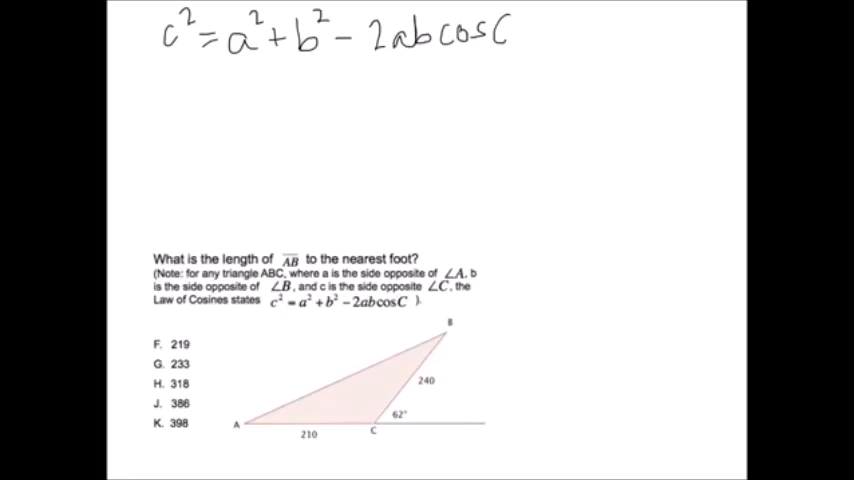 c² = a² + b² − 2ab cos C
What is the length of AB to the nearest foot?
(Note: for any triangle ABC, where a is the side opposite of ∠A, b
is the side opposite of ∠B, and c is the side opposite ∠C, the
Law of Cosines states c² = a² + b² − 2abcosC ).
F. 219
G. 233
H. 318
J. 386
K. 398
B
240
62°
A
C
210